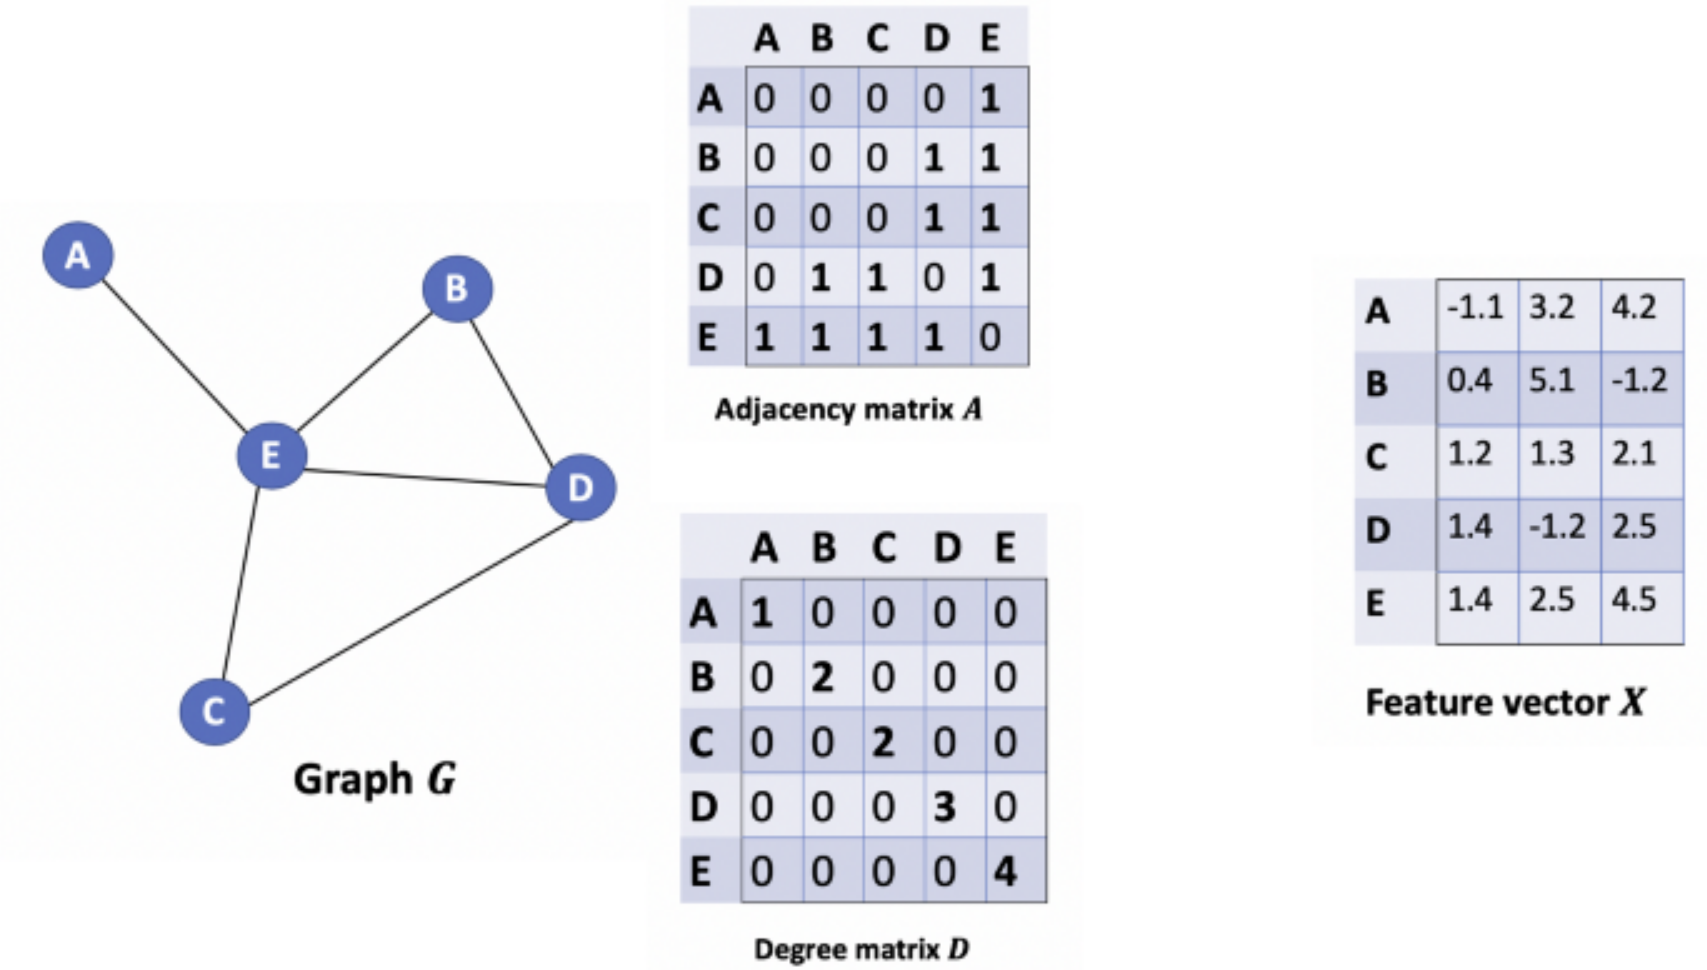 A
B
E
D
C
Graph G
A B C D E
A 0 0 0 0 1
B 0 0 0 1 1
C 0 0 0 1 1
D 0 1 1 0 1
E 1 1 1 1 0
Adjacency matrix A
A B C D E
A 1 0 0 0 0
B 0 2 0 0 0
C 0 0 2 0 0
D 0 0 0 3 0
E 0 0 0 0 4
Degree matrix D
A -1.1 3.2 4.2
B 0.4 5.1 -1.2
C 1.2 1.3 2.1
D 1.4 -1.2 2.5
E 1.4 2.5 4.5
Feature vector X